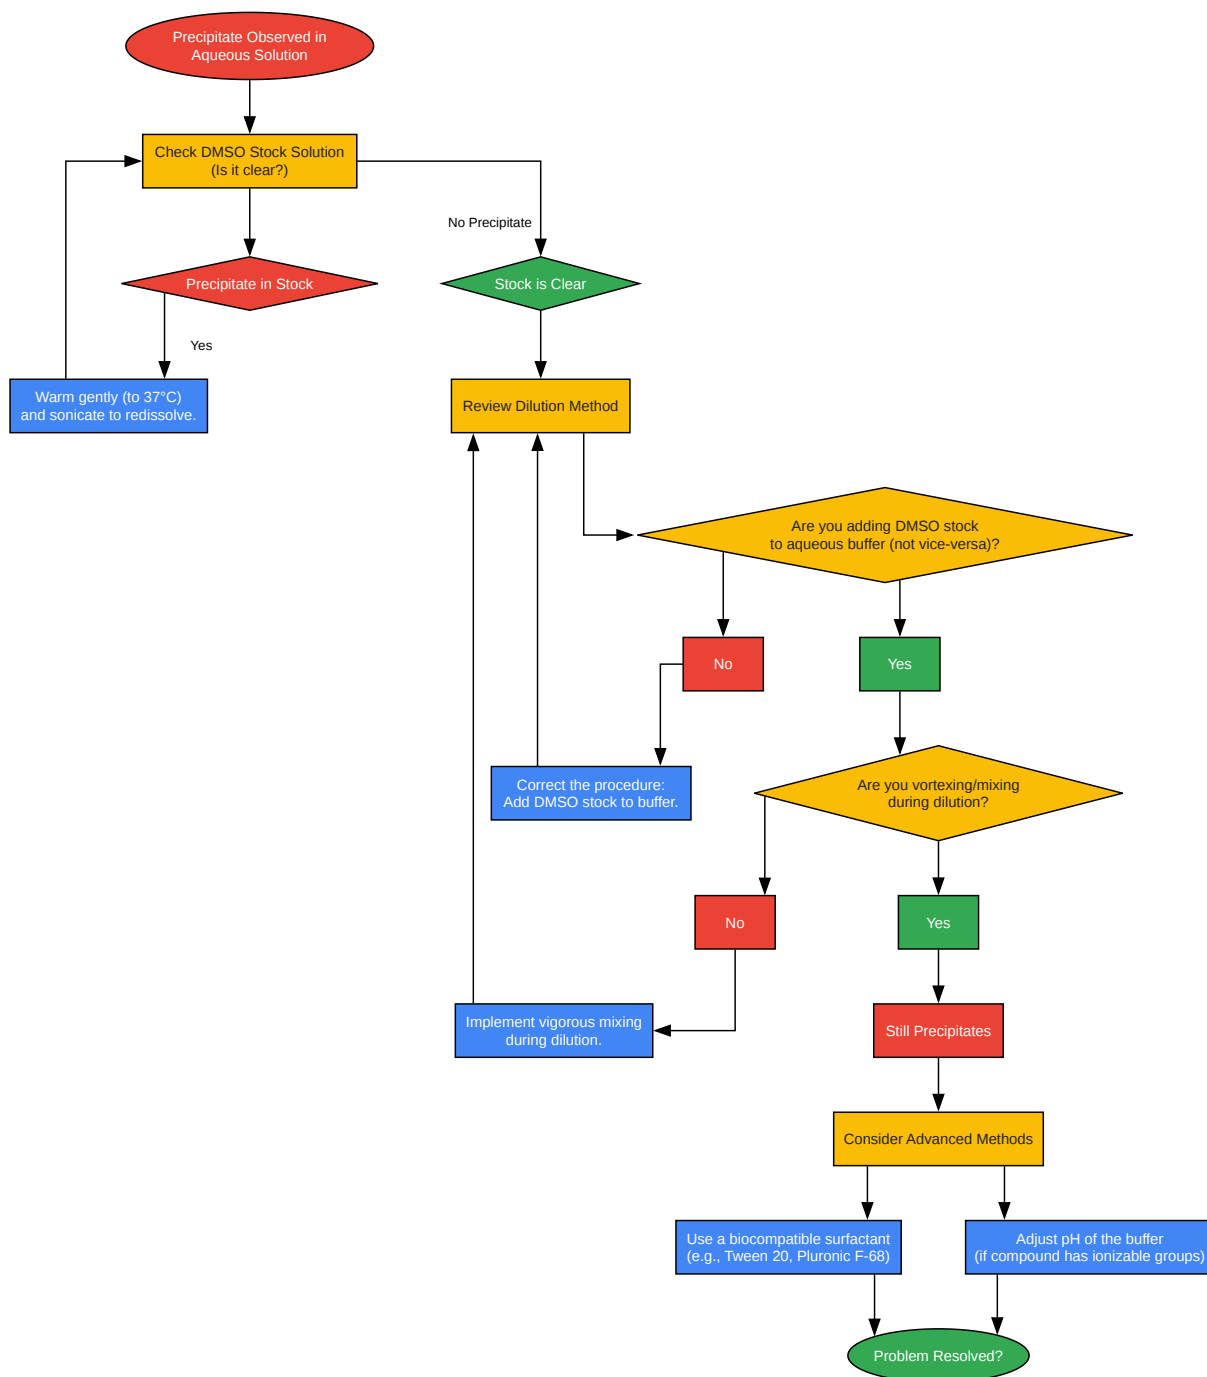 Precipitate Observed in
Aqueous Solution
Check DMSO Stock Solution
(Is it clear?)
No Precipitate
Precipitate in Stock
Stock is Clear
Yes
Warm gently (to 37°C)
and sonicate to redissolve.
Review Dilution Method
Are you adding DMSO stock
to aqueous buffer (not vice-versa)?
No
Yes
Correct the procedure:
Add DMSO stock to buffer.
Are you vortexing/mixing
during dilution?
No
Yes
Implement vigorous mixing
during dilution.
Still Precipitates
Consider Advanced Methods
Use a biocompatible surfactant
(e.g., Tween 20, Pluronic F-68)
Adjust pH of the buffer
(if compound has ionizable groups)
Problem Resolved?